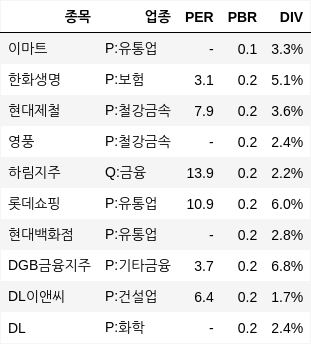 종목 업종 PER PBR DIV
이마트 P:유통업 - 0.1 3.3%
한화생명 P:보험 3.1 0.2 5.1%
현대제철 P:철강금속 7.9 0.2 3.6%
영풍 P:철강금속 - 0.2 2.4%
하림지주 Q:금융 13.9 0.2 2.2%
롯데쇼핑 P:유통업 10.9 0.2 6.0%
현대백화점 P:유통업 - 0.2 2.8%
DGB금융지주 P:기타금융 3.7 0.2 6.8%
DL이앤씨 P:건설업 6.4 0.2 1.7%
DL P:화학 - 0.2 2.4%